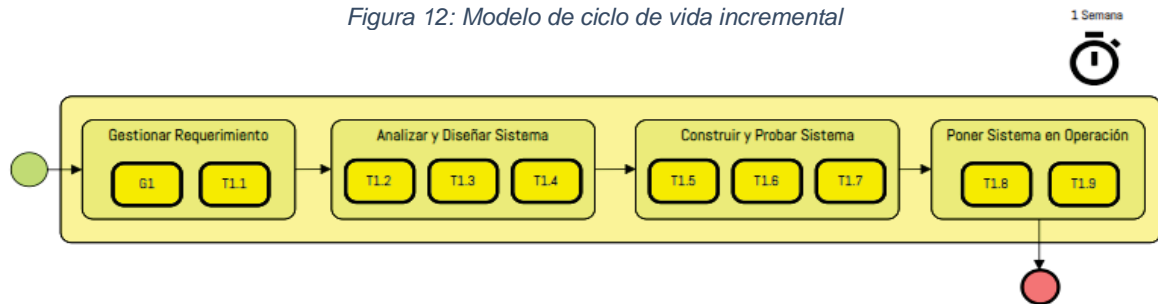 Figura 12: Modelo de ciclo de vida incremental
1 Semana
Gestionar Requerimiento
G1
T1.1
Analizar y Diseñar Sistema
T1.2
T1.3
T1.4
Construir y Probar Sistema
T1.5
T1.6
T1.7
Poner Sistema en Operación
T1.8
T1.9